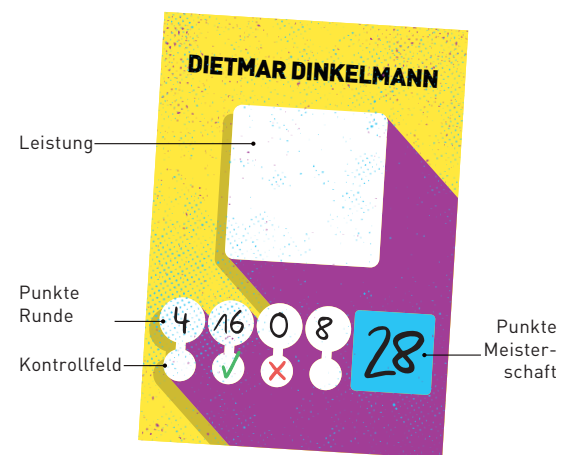 DIETMAR DINKELMANN
Leistung
Punkte
Runde
4 16 0 8
28
Kontrollfeld
✓ ✗
Punkte
Meister-
schaft